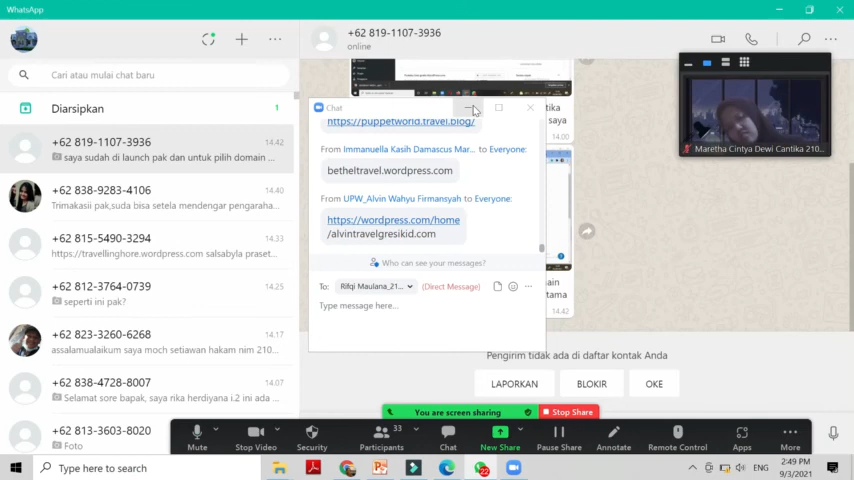 WhatsApp
Cari atau mulai chat baru
Diarsipkan
1
+62 819-1107-3936
14.42
saya sudah di launch pak dan untuk pilih domain ...
+62 838-9283-4106
14.40
Trimakasii pak,suda bisa setela mendengar pengaraha...
+62 815-5490-3294
14.33
https://travellinghore.wordpress.com salsabyla praset...
+62 812-3764-0739
14.25
seperti ini pak?
+62 823-3260-6268
14.17
assalamualaikum saya moch setiawan hakam nim 210...
+62 838-4728-8007
14.07
Selamat sore bapak, saya rika herdiyana i.2 ini ada ...
+62 813-3603-8020
Foto
+62 819-1107-3936
online
tika
saya
14.00
ain
tama
14.42
Chat
https://puppetworld.travel.blog/
From Immanuella Kasih Damascus Mar... to Everyone:
betheltravel.wordpress.com
From UPW_Alvin Wahyu Firmansyah to Everyone:
https://wordpress.com/home
/alvintravelgresikid.com
Who can see your messages?
To: Rifqi Maulana_21... (Direct Message)
Type message here...
Maretha Cintya Dewi Cantika 210...
Pengirim tidak ada di daftar kontak Anda
LAPORKAN
BLOKIR
OKE
You are screen sharing
Stop Share
Mute
Stop Video
Security
Participants
33
Chat
New Share
Pause Share
Annotate
Remote Control
Apps
More
Type here to search
22
ENG
2:49 PM
9/3/2021